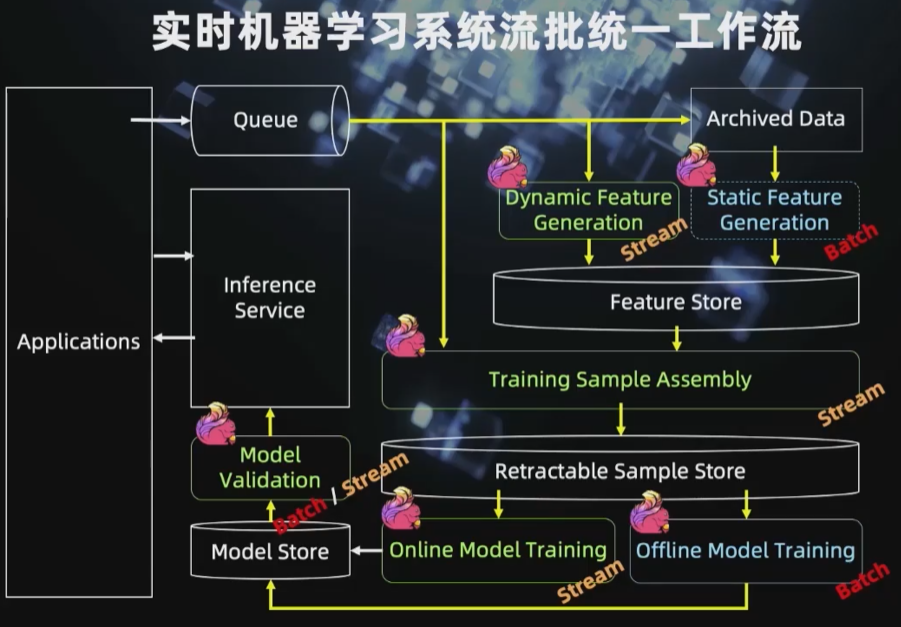 实时机器学习系统流批统一工作流
Queue
Archived Data
Dynamic Feature
Generation
Stream
Static Feature
Generation
Batch
Inference
Service
Feature Store
Applications
Training Sample Assembly
Stream
Model
Validation
Batch / Stream
Retractable Sample Store
Model Store
Online Model Training
Stream
Offline Model Training
Batch